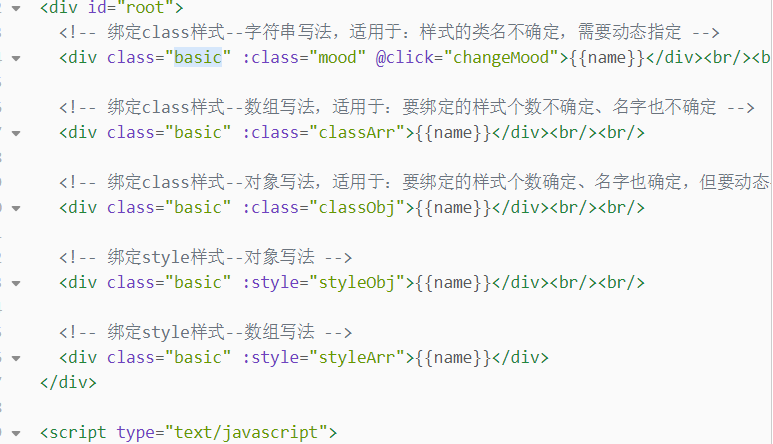 <div id="root">
<!-- 绑定class样式--字符串写法，适用于：样式的类名不确定，需要动态指定 -->
<div class="basic" :class="mood" @click="changeMood">{{name}}</div><br/><b
<!-- 绑定class样式--数组写法，适用于：要绑定的样式个数不确定、名字也不确定 -->
<div class="basic" :class="classArr">{{name}}</div><br/><br/>
<!-- 绑定class样式--对象写法，适用于：要绑定的样式个数确定、名字也确定，但要动态
<div class="basic" :class="classObj">{{name}}</div><br/><br/>
<!-- 绑定style样式--对象写法 -->
<div class="basic" :style="styleObj">{{name}}</div><br/><br/>
<!-- 绑定style样式--数组写法 -->
<div class="basic" :style="styleArr">{{name}}</div>
</div>
<script type="text/javascript">